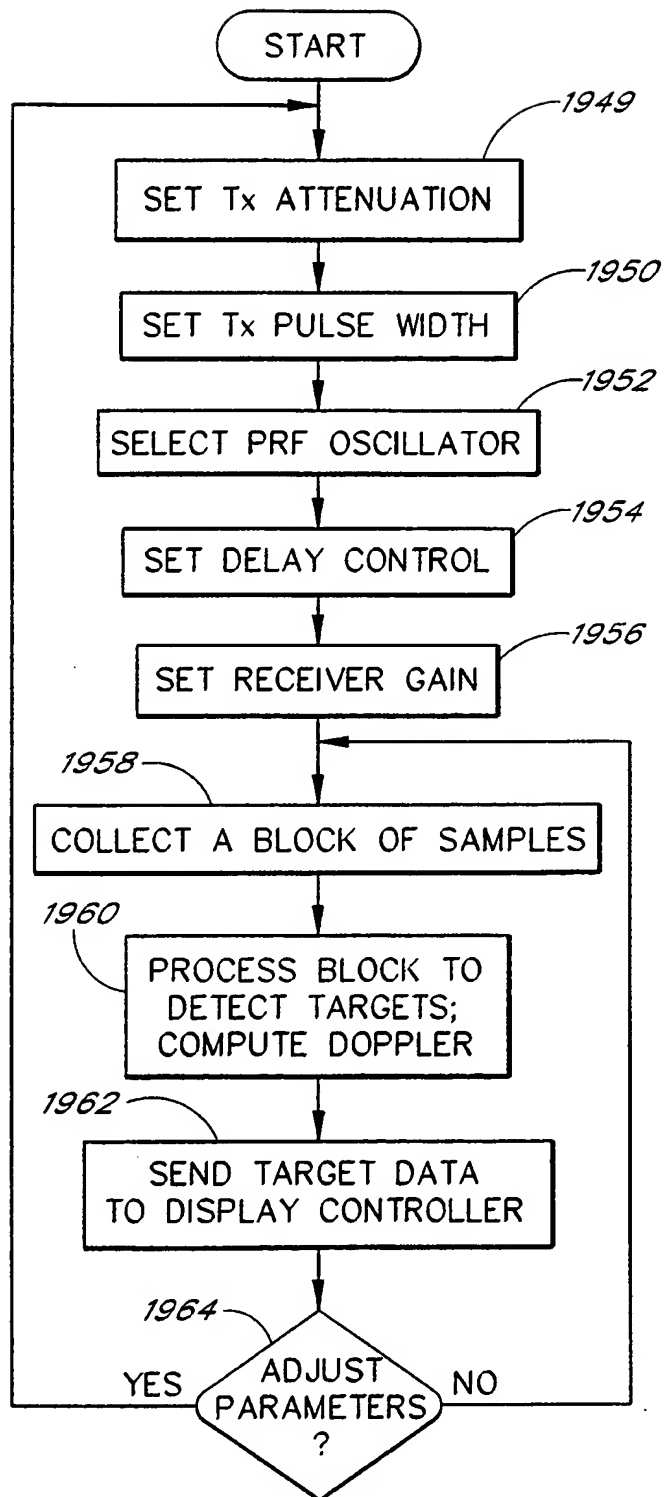 START
1949
SET Tx ATTENUATION
1950
SET Tx PULSE WIDTH
1952
SELECT PRF OSCILLATOR
1954
SET DELAY CONTROL
1956
SET RECEIVER GAIN
1958
COLLECT A BLOCK OF SAMPLES
1960
PROCESS BLOCK TO
DETECT TARGETS;
COMPUTE DOPPLER
1962
SEND TARGET DATA
TO DISPLAY CONTROLLER
1964
YES
ADJUST
PARAMETERS
?
NO